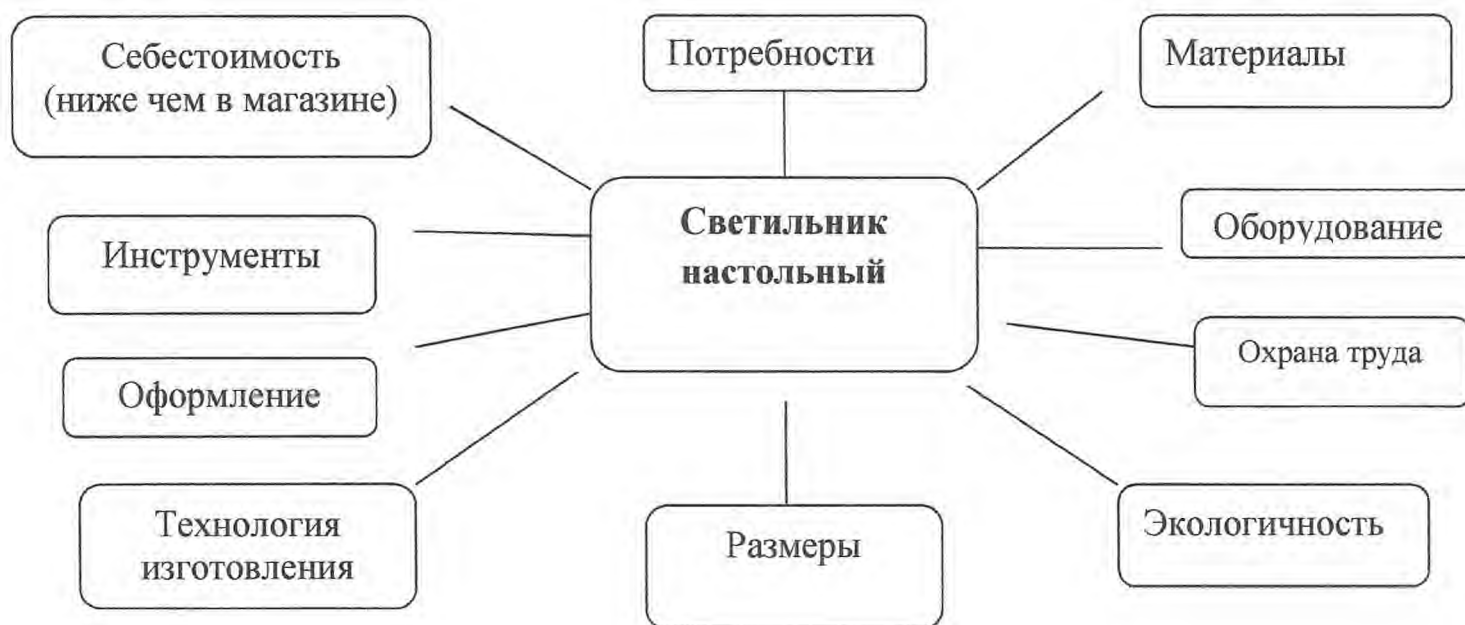 Себестоимость
(ниже чем в магазине)
Потребности
Материалы
Светильник
настольный
Инструменты
Оборудование
Оформление
Охрана труда
Технология
изготовления
Размеры
Экологичность